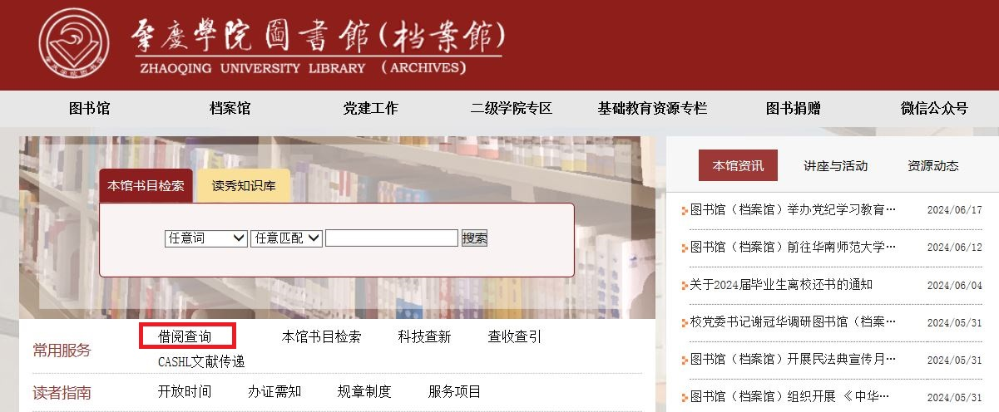 肇慶學院圖書館(档案館)
ZHAOQING UNIVERSITY LIBRARY (ARCHIVES)
图书馆 档案馆 党建工作 二级学院专区 基础教育资源专栏 图书捐赠 微信公众号
本馆书目检索 读秀知识库
任意词 任意匹配 搜索
常用服务
借阅查询 本馆书目检索 科技查新 查收查引
CASHL文献传递
读者指南 开放时间 办证需知 规章制度 服务项目
本馆资讯 讲座与活动 资源动态
图书馆(档案馆)举办党纪学习教育… 2024/06/17
图书馆(档案馆)前往华南师范大学… 2024/06/12
关于2024届毕业生离校还书的通知 2024/06/04
校党委书记谢冠华调研图书馆(档案… 2024/05/31
图书馆(档案馆)开展民法典宣传月… 2024/05/31
图书馆(档案馆)组织开展 《 中华… 2024/05/31